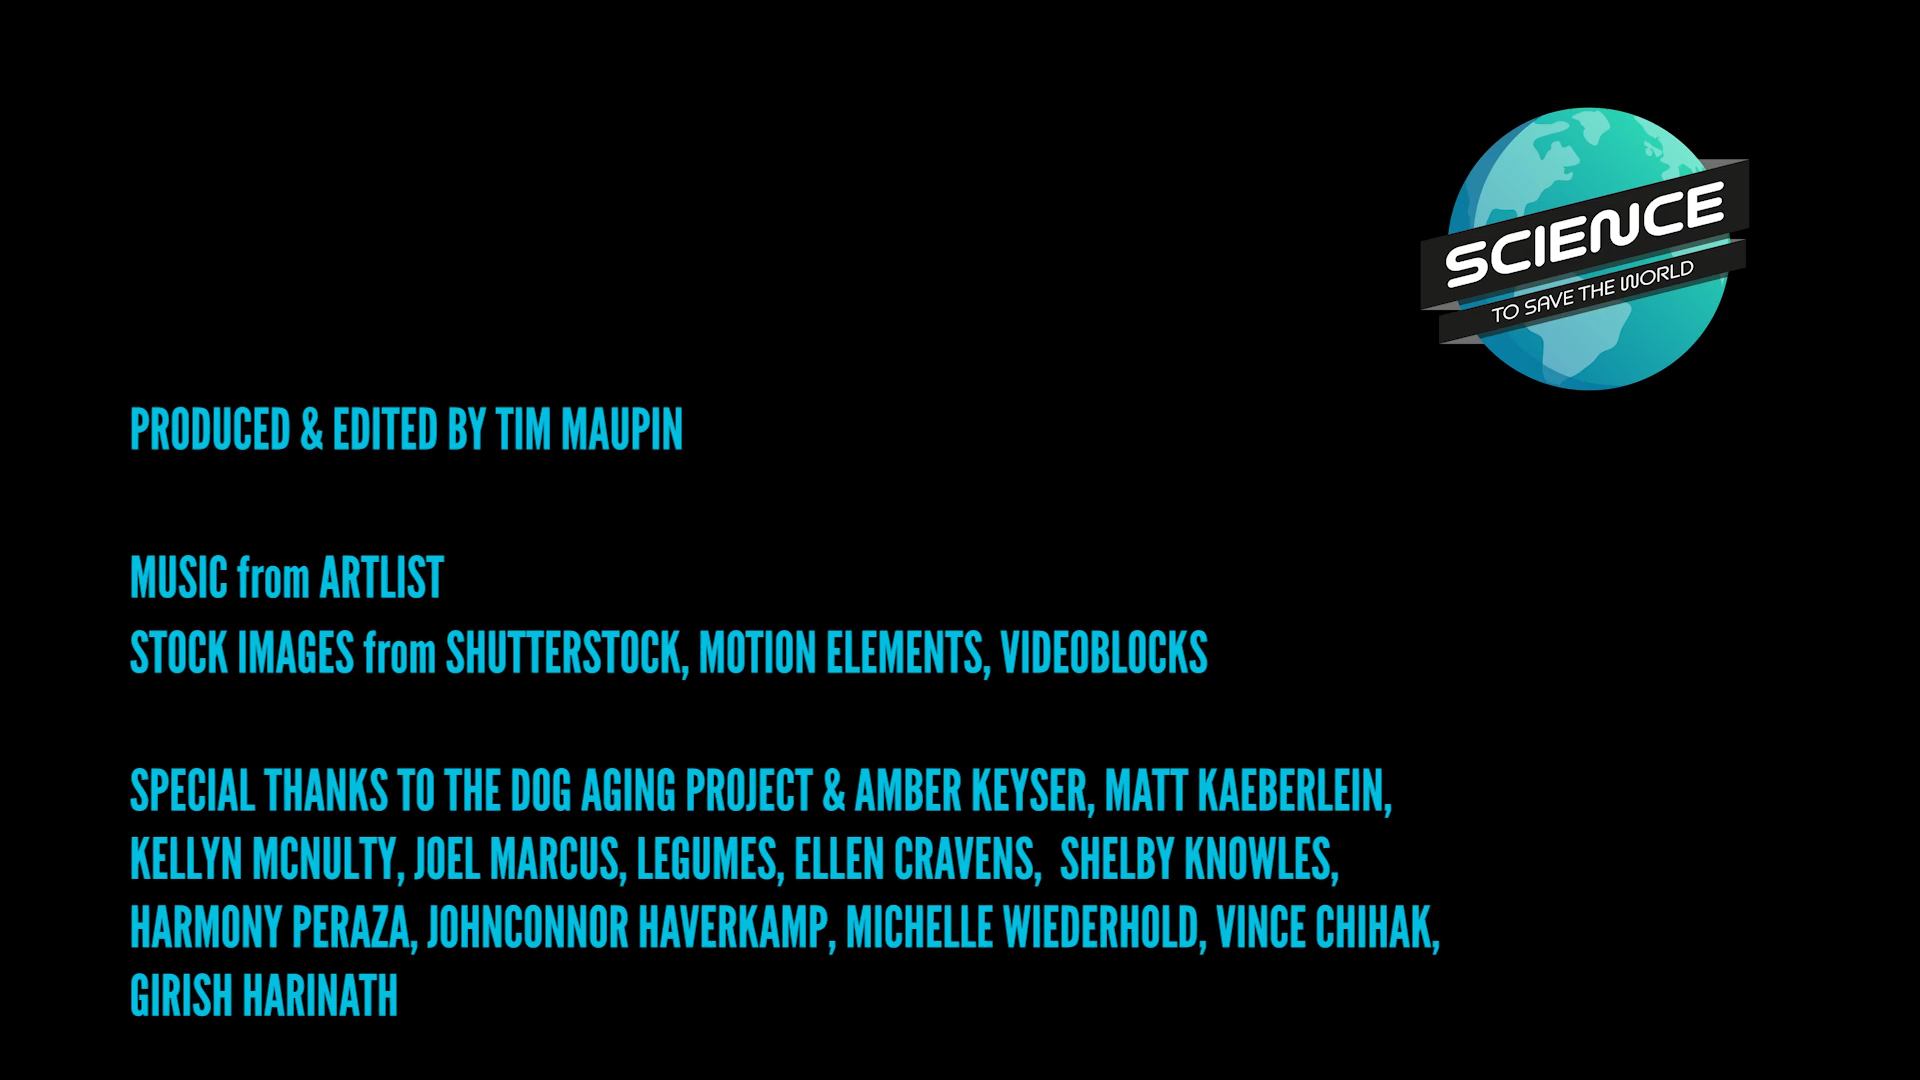 SCIENCE
TO SAVE THE WORLD
PRODUCED & EDITED BY TIM MAUPIN
MUSIC from ARTLIST
STOCK IMAGES from SHUTTERSTOCK, MOTION ELEMENTS, VIDEOBLOCKS
SPECIAL THANKS TO THE DOG AGING PROJECT & AMBER KEYSER, MATT KAEBERLEIN,
KELLYN MCNULTY, JOEL MARCUS, LEGUMES, ELLEN CRAVENS,  SHELBY KNOWLES,
HARMONY PERAZA, JOHNCONNOR HAVERKAMP, MICHELLE WIEDERHOLD, VINCE CHIHAK,
GIRISH HARINATH